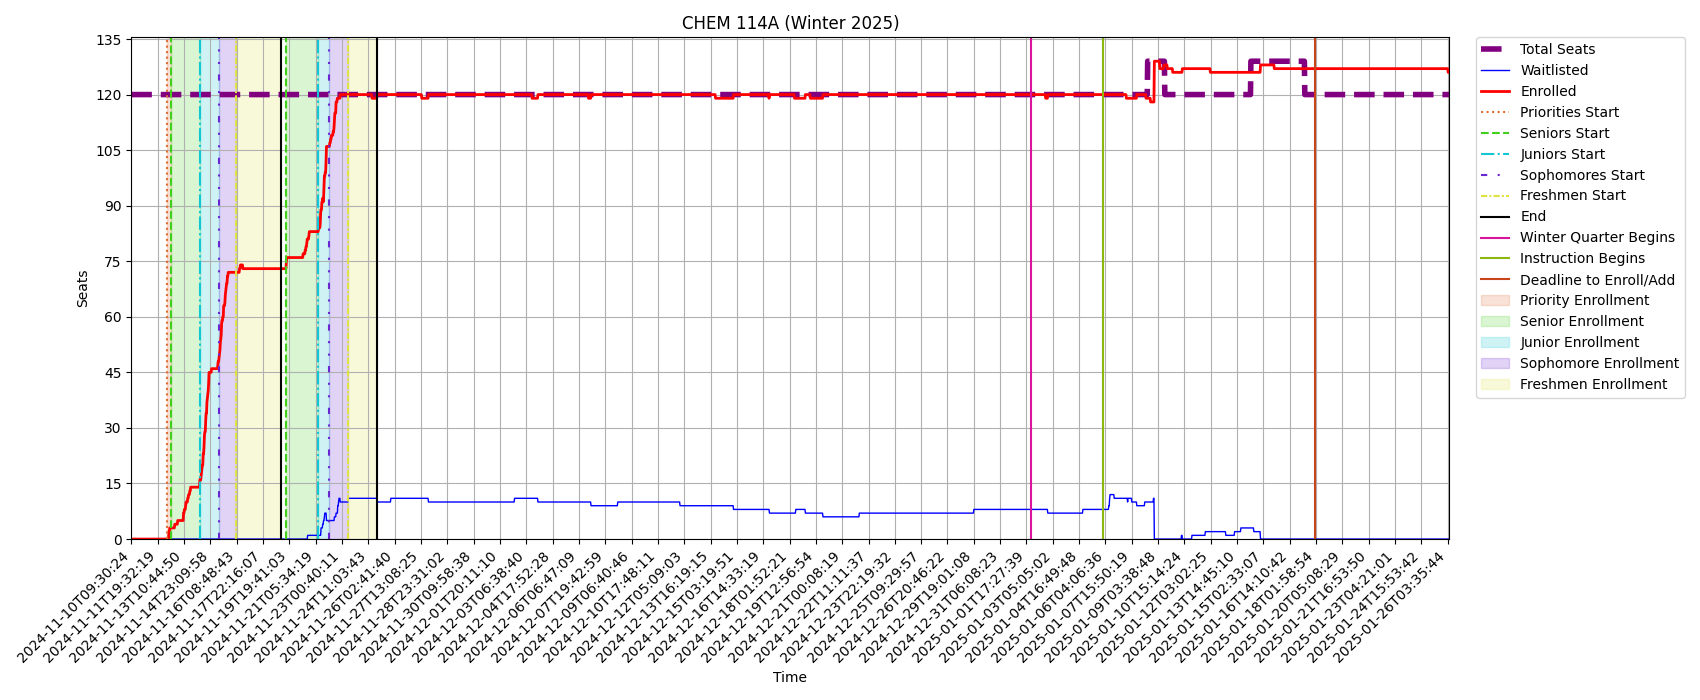 CHEM 114A (Winter 2025)
Seats
135
120
105
90
75
60
45
30
15
0
2024-11-10T09:30:24
2024-11-11T19:32:19
2024-11-13T10:44:50
2024-11-14T23:09:58
2024-11-16T08:48:43
2024-11-17T22:16:07
2024-11-19T19:41:03
2024-11-21T05:34:19
2024-11-23T00:40:11
2024-11-24T11:03:43
2024-11-26T02:41:40
2024-11-27T13:08:25
2024-11-28T23:31:02
2024-11-30T09:58:38
2024-12-01T20:11:10
2024-12-03T06:38:40
2024-12-04T17:52:28
2024-12-06T06:47:09
2024-12-07T19:42:59
2024-12-09T06:40:46
2024-12-10T17:48:11
2024-12-12T05:09:03
2024-12-13T16:19:15
2024-12-15T03:19:51
2024-12-16T14:33:19
2024-12-18T01:52:21
2024-12-19T12:56:54
2024-12-21T00:08:19
2024-12-22T11:11:37
2024-12-23T22:19:32
2024-12-25T09:29:57
2024-12-26T20:46:22
2024-12-29T19:01:08
2024-12-31T06:08:23
2025-01-01T17:27:39
2025-01-03T05:05:02
2025-01-04T16:49:48
2025-01-06T04:06:36
2025-01-07T15:50:19
2025-01-09T03:38:48
2025-01-10T15:14:24
2025-01-12T03:02:25
2025-01-13T14:45:10
2025-01-15T02:33:07
2025-01-16T14:10:42
2025-01-18T01:58:54
2025-01-20T05:08:29
2025-01-21T16:53:50
2025-01-23T04:21:01
2025-01-24T15:53:42
2025-01-26T03:35:44
Time
Total Seats
Waitlisted
Enrolled
Priorities Start
Seniors Start
Juniors Start
Sophomores Start
Freshmen Start
End
Winter Quarter Begins
Instruction Begins
Deadline to Enroll/Add
Priority Enrollment
Senior Enrollment
Junior Enrollment
Sophomore Enrollment
Freshmen Enrollment